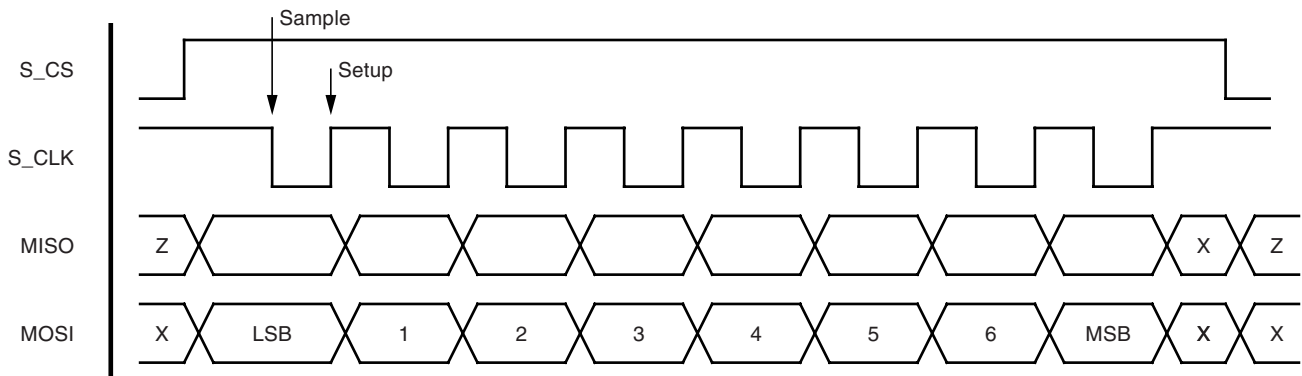 Sample
S_CS
Setup
S_CLK
MISO Z X Z
MOSI X LSB 1 2 3 4 5 6 MSB X X